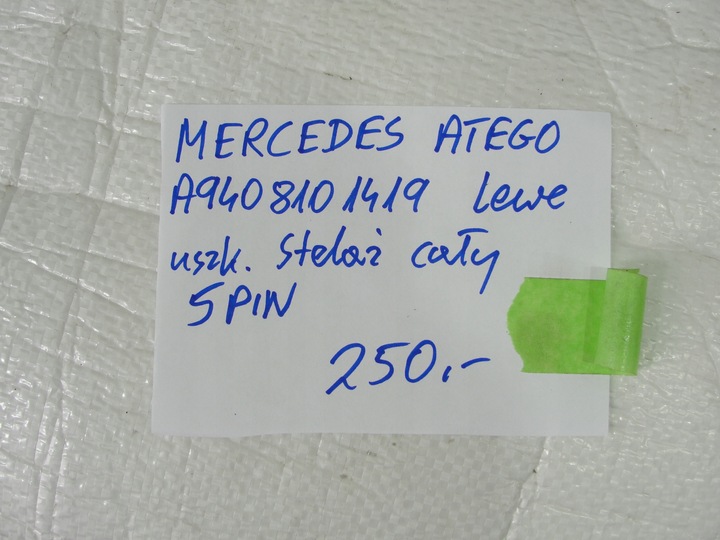 MERCEDES ATEGO
A9408101419 Lewe
uszk. Stelaż cały
5PIN
250,-